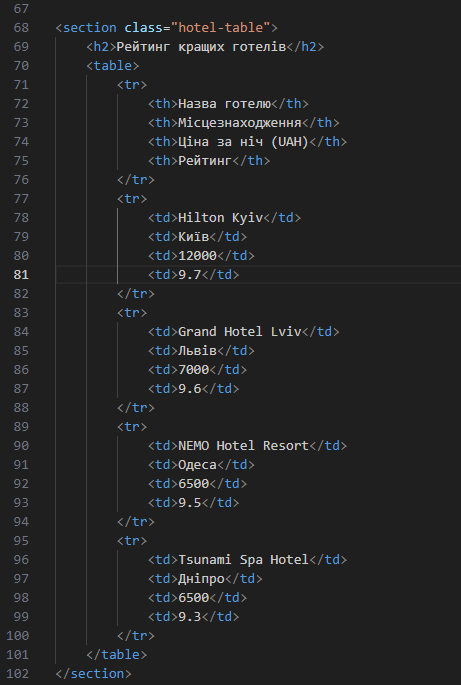 67
68 <section class="hotel-table">
69     <h2>Рейтинг кращих готелів</h2>
70     <table>
71         <tr>
72             <th>Назва готелю</th>
73             <th>Місцезнаходження</th>
74             <th>Ціна за ніч (UAH)</th>
75             <th>Рейтинг</th>
76         </tr>
77         <tr>
78             <td>Hilton Kyiv</td>
79             <td>Київ</td>
80             <td>12000</td>
81             <td>9.7</td>
82         </tr>
83         <tr>
84             <td>Grand Hotel Lviv</td>
85             <td>Львів</td>
86             <td>7000</td>
87             <td>9.6</td>
88         </tr>
89         <tr>
90             <td>NEMO Hotel Resort</td>
91             <td>Одеса</td>
92             <td>6500</td>
93             <td>9.5</td>
94         </tr>
95         <tr>
96             <td>Tsunami Spa Hotel</td>
97             <td>Дніпро</td>
98             <td>6500</td>
99             <td>9.3</td>
100         </tr>
101     </table>
102 </section>